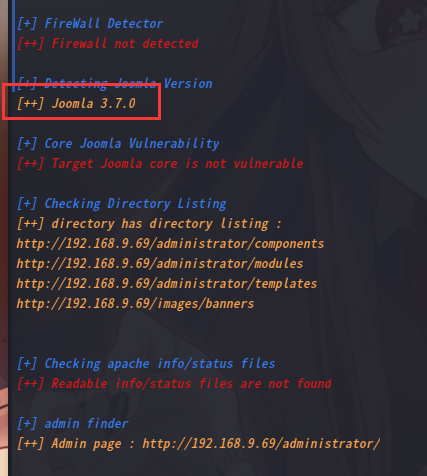 [+] FireWall Detector
[++] Firewall not detected
[+] Detecting Joomla Version
[++] Joomla 3.7.0
[+] Core Joomla Vulnerability
[++] Target Joomla core is not vulnerable
[+] Checking Directory Listing
[++] directory has directory listing :
http://192.168.9.69/administrator/components
http://192.168.9.69/administrator/modules
http://192.168.9.69/administrator/templates
http://192.168.9.69/images/banners
[+] Checking apache info/status files
[++] Readable info/status files are not found
[+] admin finder
[++] Admin page : http://192.168.9.69/administrator/